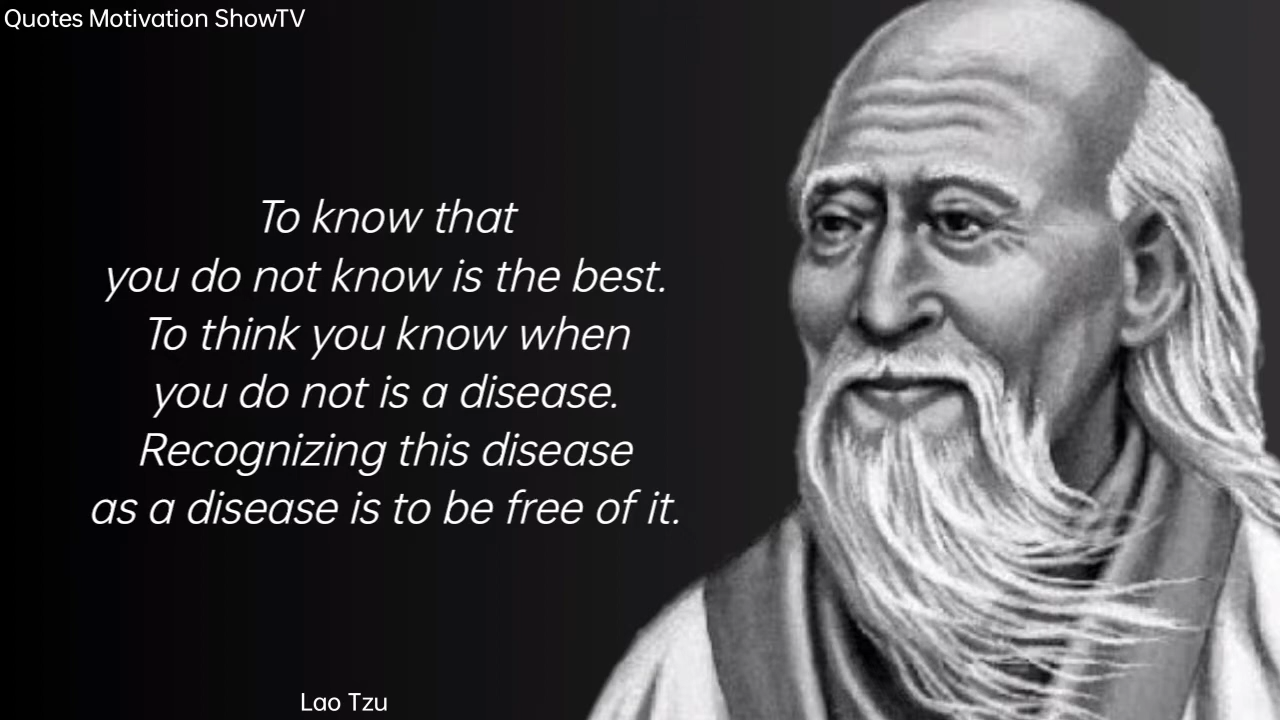 Quotes Motivation ShowTV
To know that
you do not know is the best.
To think you know when
you do not is a disease.
Recognizing this disease
as a disease is to be free of it.
Lao Tzu